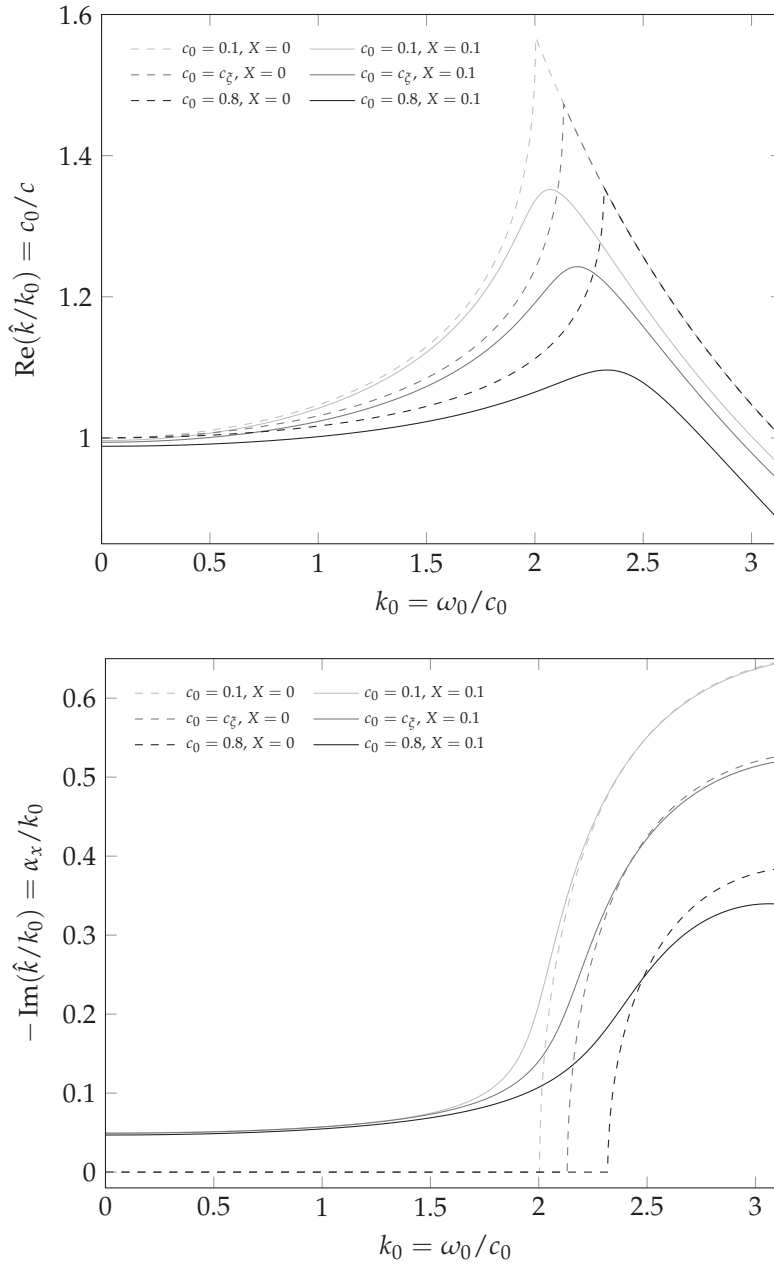 1.6
c₀ = 0.1, X = 0
c₀ = 0.1, X = 0.1
c₀ = c_ξ, X = 0
c₀ = c_ξ, X = 0.1
c₀ = 0.8, X = 0
c₀ = 0.8, X = 0.1
1.4
1.2
1
Re(k̂/k₀) = c₀/c
0
0.5
1
1.5
2
2.5
3
k₀ = ω₀/c₀
c₀ = 0.1, X = 0
c₀ = 0.1, X = 0.1
c₀ = c_ξ, X = 0
c₀ = c_ξ, X = 0.1
c₀ = 0.8, X = 0
c₀ = 0.8, X = 0.1
0.6
0.5
0.4
0.3
0.2
0.1
0
− Im(k̂/k₀) = αₓ/k₀
0
0.5
1
1.5
2
2.5
3
k₀ = ω₀/c₀